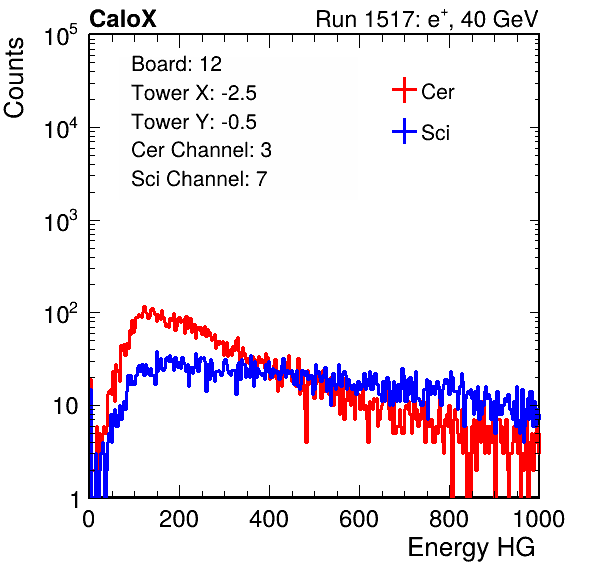 CaloX Run 1517: e⁺, 40 GeV
Counts
10⁵
10⁴
10³
10²
10
1
Board: 12
Tower X: -2.5
Tower Y: -0.5
Cer Channel: 3
Sci Channel: 7
Cer
Sci
0 200 400 600 800 1000
Energy HG